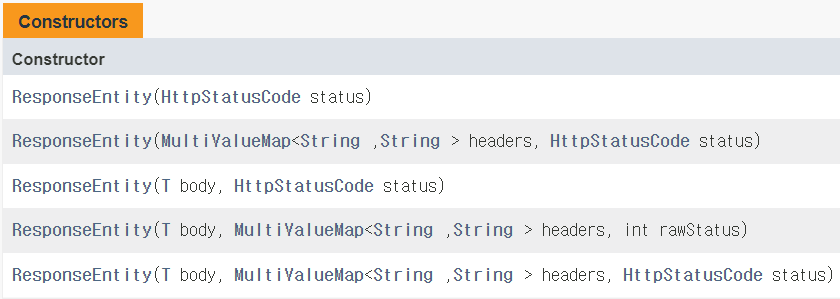 Constructors
Constructor
ResponseEntity(HttpStatusCode status)
ResponseEntity(MultiValueMap<String ,String > headers, HttpStatusCode status)
ResponseEntity(T body, HttpStatusCode status)
ResponseEntity(T body, MultiValueMap<String ,String > headers, int rawStatus)
ResponseEntity(T body, MultiValueMap<String ,String > headers, HttpStatusCode status)